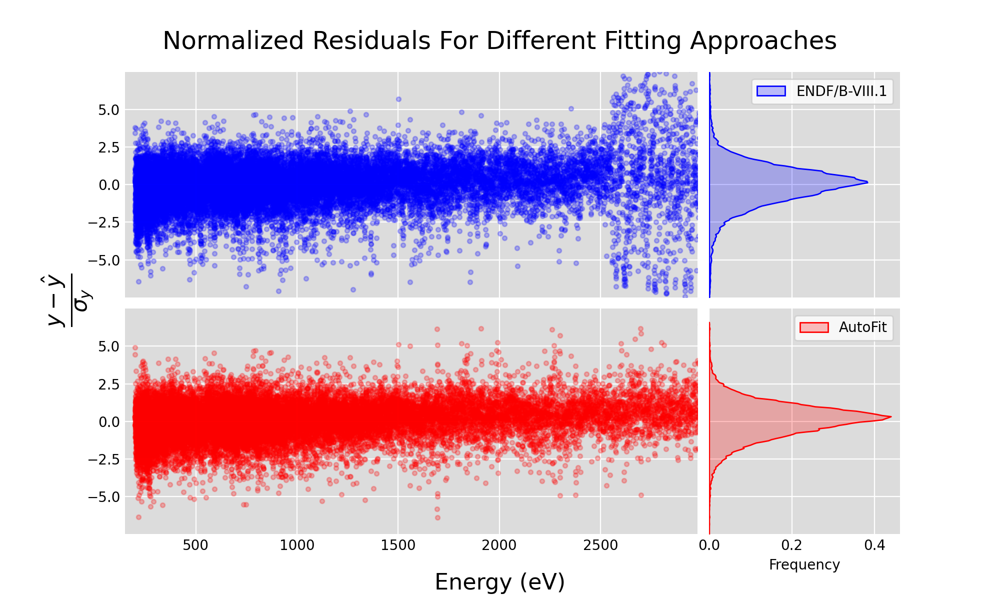 Normalized Residuals For Different Fitting Approaches
ENDF/B-VIII.1
5.0
2.5
0.0
−2.5
−5.0
y − ŷ
σy
AutoFit
5.0
2.5
0.0
−2.5
−5.0
500
1000
1500
2000
2500
0.0
0.2
0.4
Frequency
Energy (eV)